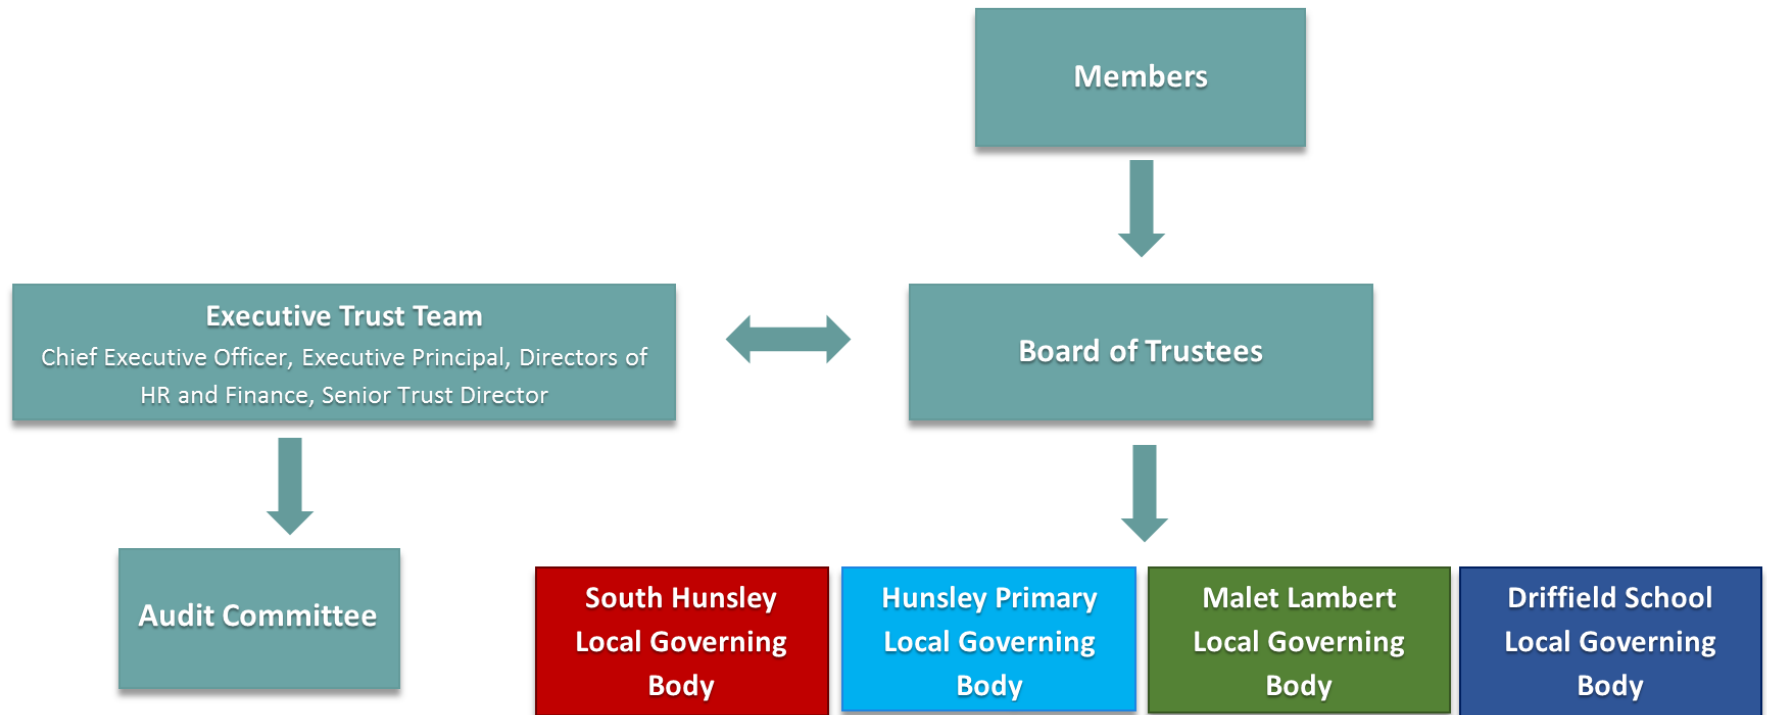 Members
Executive Trust Team
Chief Executive Officer, Executive Principal, Directors of
HR and Finance, Senior Trust Director
Board of Trustees
Audit Committee
South Hunsley
Local Governing
Body
Hunsley Primary
Local Governing
Body
Malet Lambert
Local Governing
Body
Driffield School
Local Governing
Body